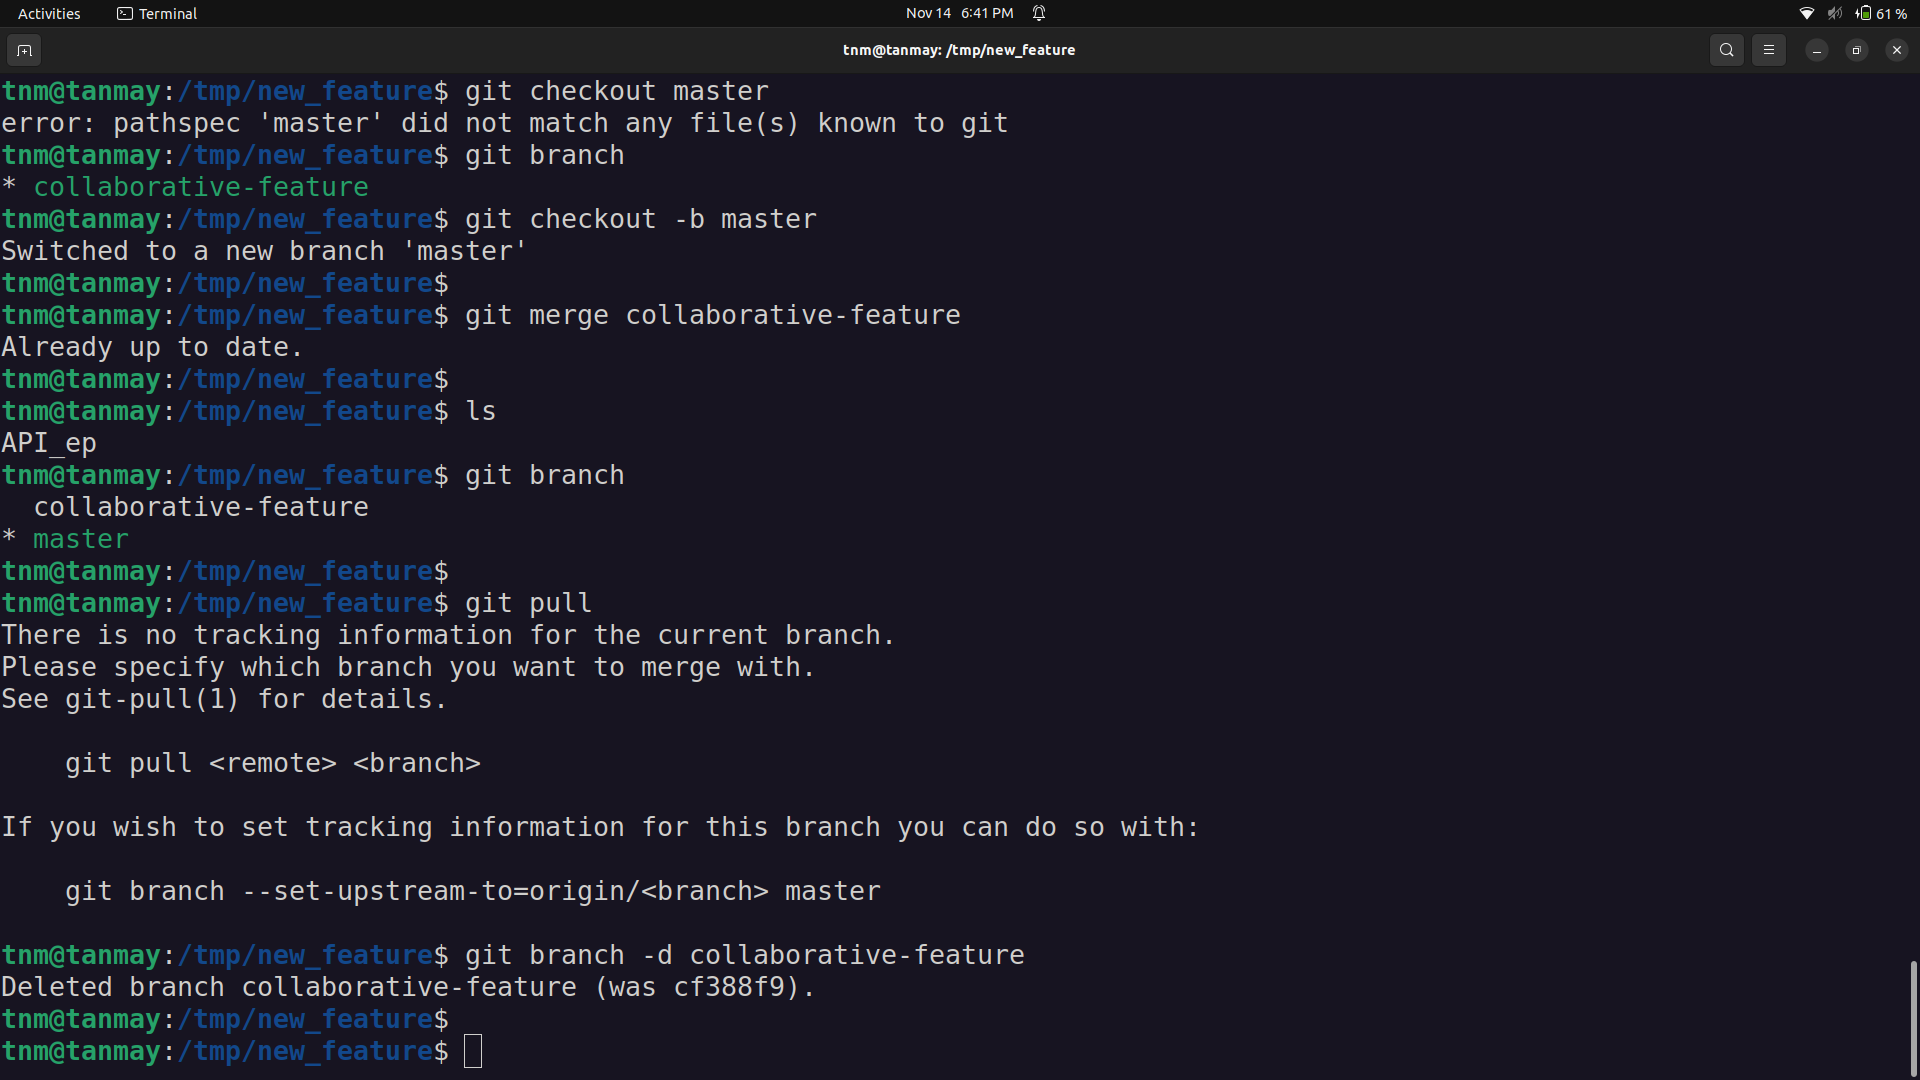 Activities Terminal Nov 14 6:41 PM 61 %
tnm@tanmay: /tmp/new_feature
tnm@tanmay:/tmp/new_feature$ git checkout master
error: pathspec 'master' did not match any file(s) known to git
tnm@tanmay:/tmp/new_feature$ git branch
* collaborative-feature
tnm@tanmay:/tmp/new_feature$ git checkout -b master
Switched to a new branch 'master'
tnm@tanmay:/tmp/new_feature$
tnm@tanmay:/tmp/new_feature$ git merge collaborative-feature
Already up to date.
tnm@tanmay:/tmp/new_feature$
tnm@tanmay:/tmp/new_feature$ ls
API_ep
tnm@tanmay:/tmp/new_feature$ git branch
  collaborative-feature
* master
tnm@tanmay:/tmp/new_feature$
tnm@tanmay:/tmp/new_feature$ git pull
There is no tracking information for the current branch.
Please specify which branch you want to merge with.
See git-pull(1) for details.
    git pull <remote> <branch>
If you wish to set tracking information for this branch you can do so with:
    git branch --set-upstream-to=origin/<branch> master
tnm@tanmay:/tmp/new_feature$ git branch -d collaborative-feature
Deleted branch collaborative-feature (was cf388f9).
tnm@tanmay:/tmp/new_feature$
tnm@tanmay:/tmp/new_feature$